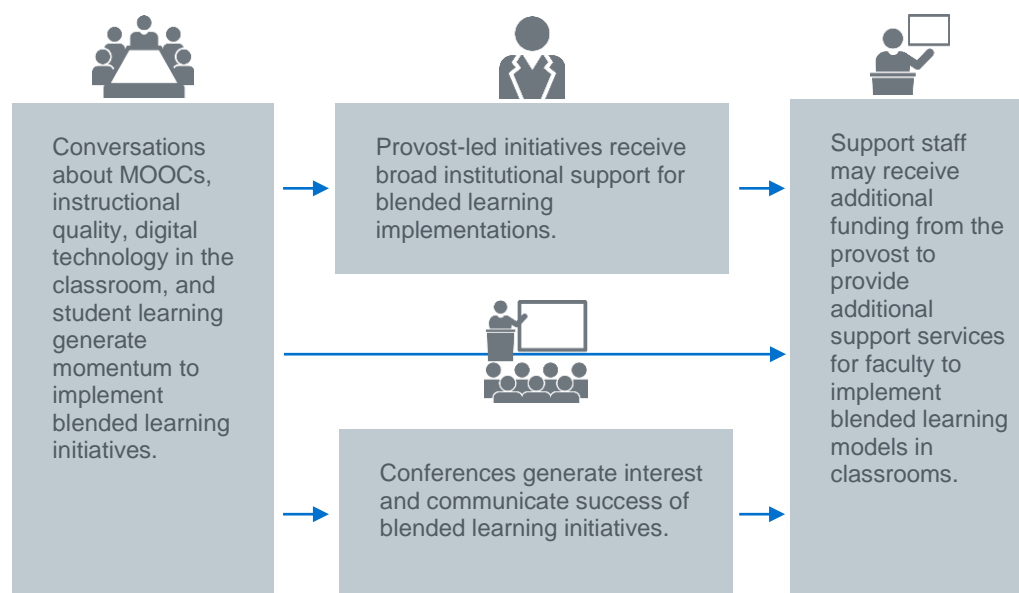 Conversations
about MOOCs,
instructional
quality, digital
technology in the
classroom, and
student learning
generate
momentum to
implement
blended learning
initiatives.
Provost-led initiatives receive
broad institutional support for
blended learning
implementations.
Conferences generate interest
and communicate success of
blended learning initiatives.
Support staff
may receive
additional
funding from the
provost to
provide
additional
support services
for faculty to
implement
blended learning
models in
classrooms.